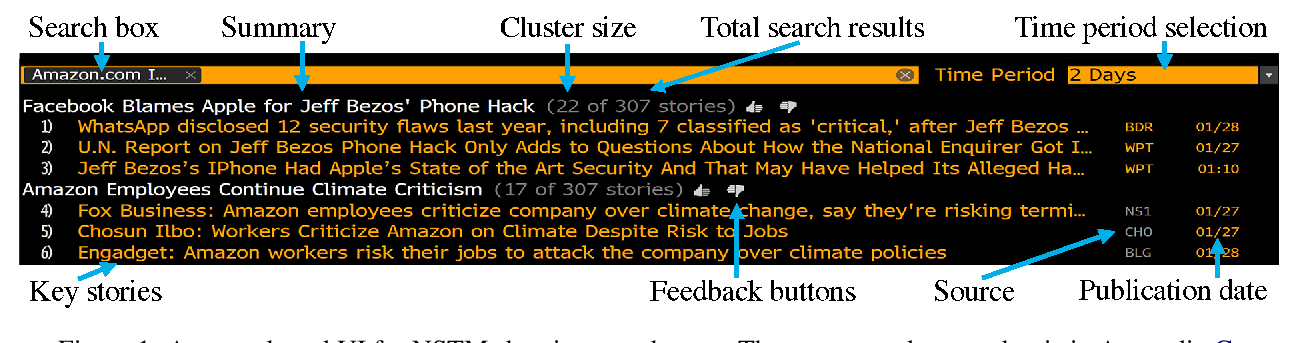 Search box Summary Cluster size Total search results Time period selection
Amazon.com I... × Time Period 2 Days
Facebook Blames Apple for Jeff Bezos' Phone Hack (22 of 307 stories)
1) WhatsApp disclosed 12 security flaws last year, including 7 classified as 'critical,' after Jeff Bezos ... BDR 01/28
2) U.N. Report on Jeff Bezos Phone Hack Only Adds to Questions About How the National Enquirer Got I... WPT 01/27
3) Jeff Bezos's IPhone Had Apple's State of the Art Security And That May Have Helped Its Alleged Ha... WPT 01:10
Amazon Employees Continue Climate Criticism (17 of 307 stories)
4) Fox Business: Amazon employees criticize company over climate change, say they're risking termi... NS1 01/27
5) Chosun Ilbo: Workers Criticize Amazon on Climate Despite Risk to Jobs CHO 01/27
6) Engadget: Amazon workers risk their jobs to attack the company over climate policies BLG 01/28
Key stories Feedback buttons Source Publication date